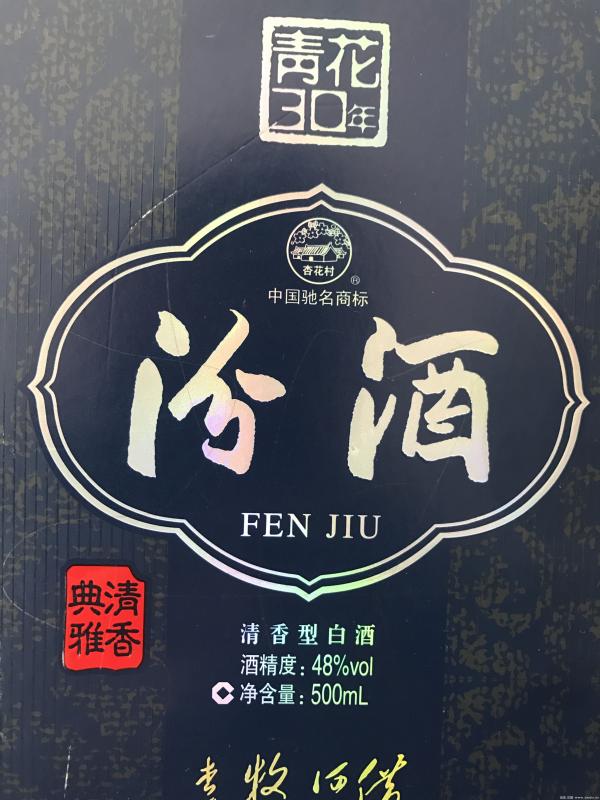 青花
30年
杏花村
®
中国驰名商标
汾酒
FEN JIU
清香
典雅
清香型白酒
酒精度：48%vol
净含量：500mL